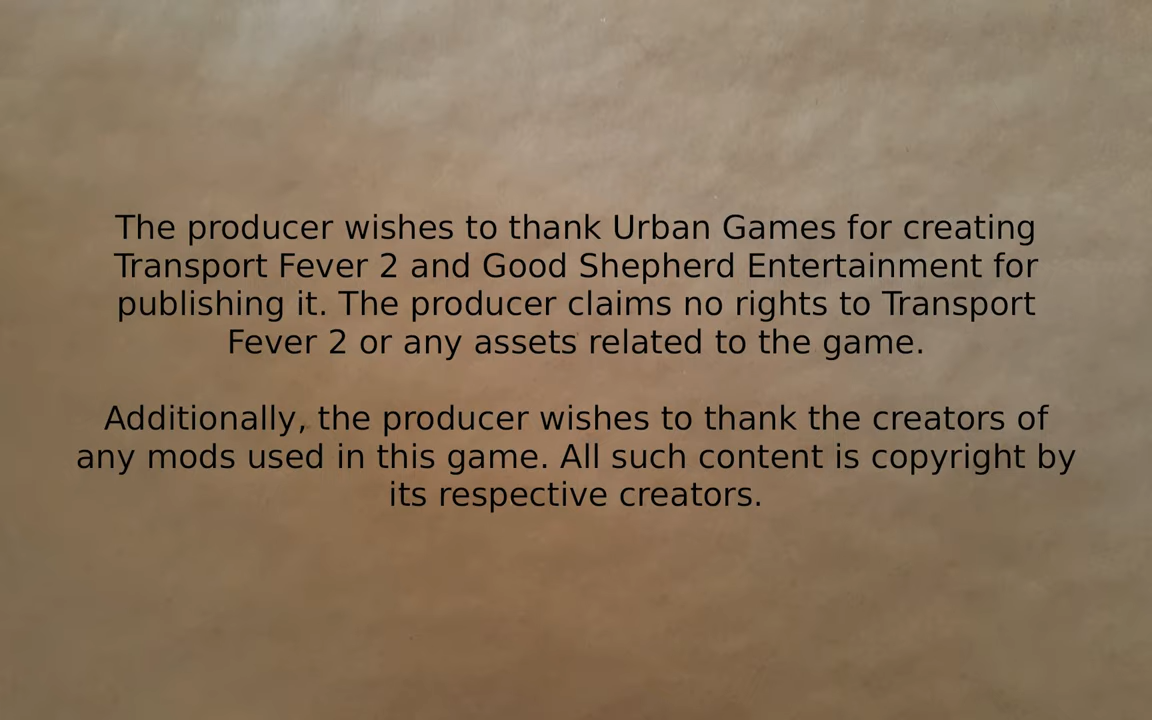 The producer wishes to thank Urban Games for creating
Transport Fever 2 and Good Shepherd Entertainment for
publishing it. The producer claims no rights to Transport
Fever 2 or any assets related to the game.
Additionally, the producer wishes to thank the creators of
any mods used in this game. All such content is copyright by
its respective creators.